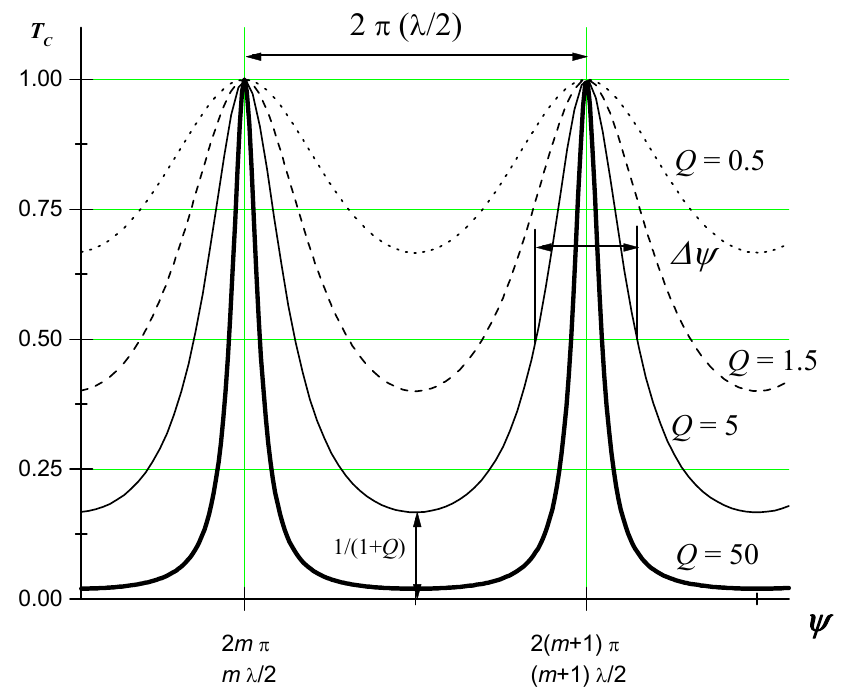 T_c
2 π (λ/2)
1.00
Q = 0.5
0.75
Δψ
0.50
Q = 1.5
Q = 5
0.25
1/(1+Q)
Q = 50
0.00
ψ
2m π
2(m+1) π
m λ/2
(m+1) λ/2